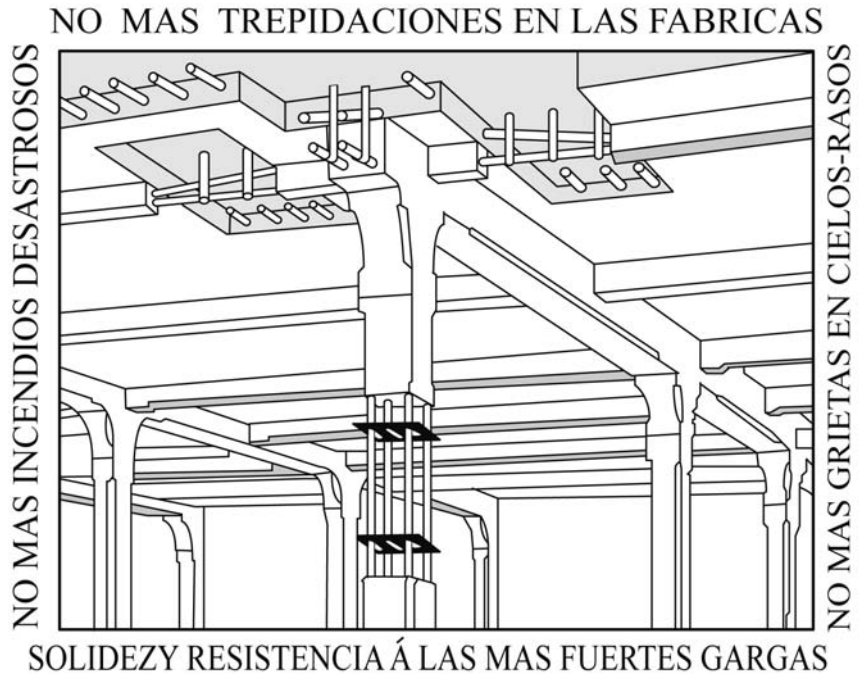 NO MAS TREPIDACIONES EN LAS FABRICAS
NO MAS INCENDIOS DESASTROSOS
NO MAS GRIETAS EN CIELOS-RASOS
SOLIDEZY RESISTENCIA Á LAS MAS FUERTES GARGAS